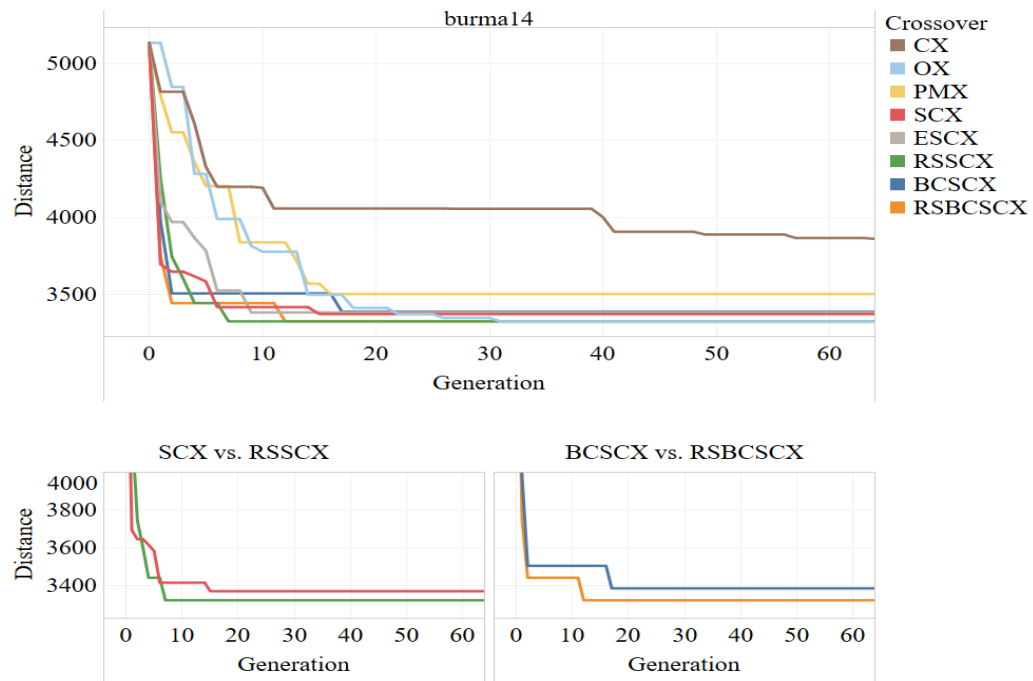 burma14
Crossover
CX
OX
PMX
SCX
ESCX
RSSCX
BCSCX
RSBCSCX
Distance
5000
4500
4000
3500
0 10 20 30 40 50 60
Generation
SCX vs. RSSCX
BCSCX vs. RSBCSCX
Distance
4000
3800
3600
3400
0 10 20 30 40 50 60
0 10 20 30 40 50 60
Generation
Generation